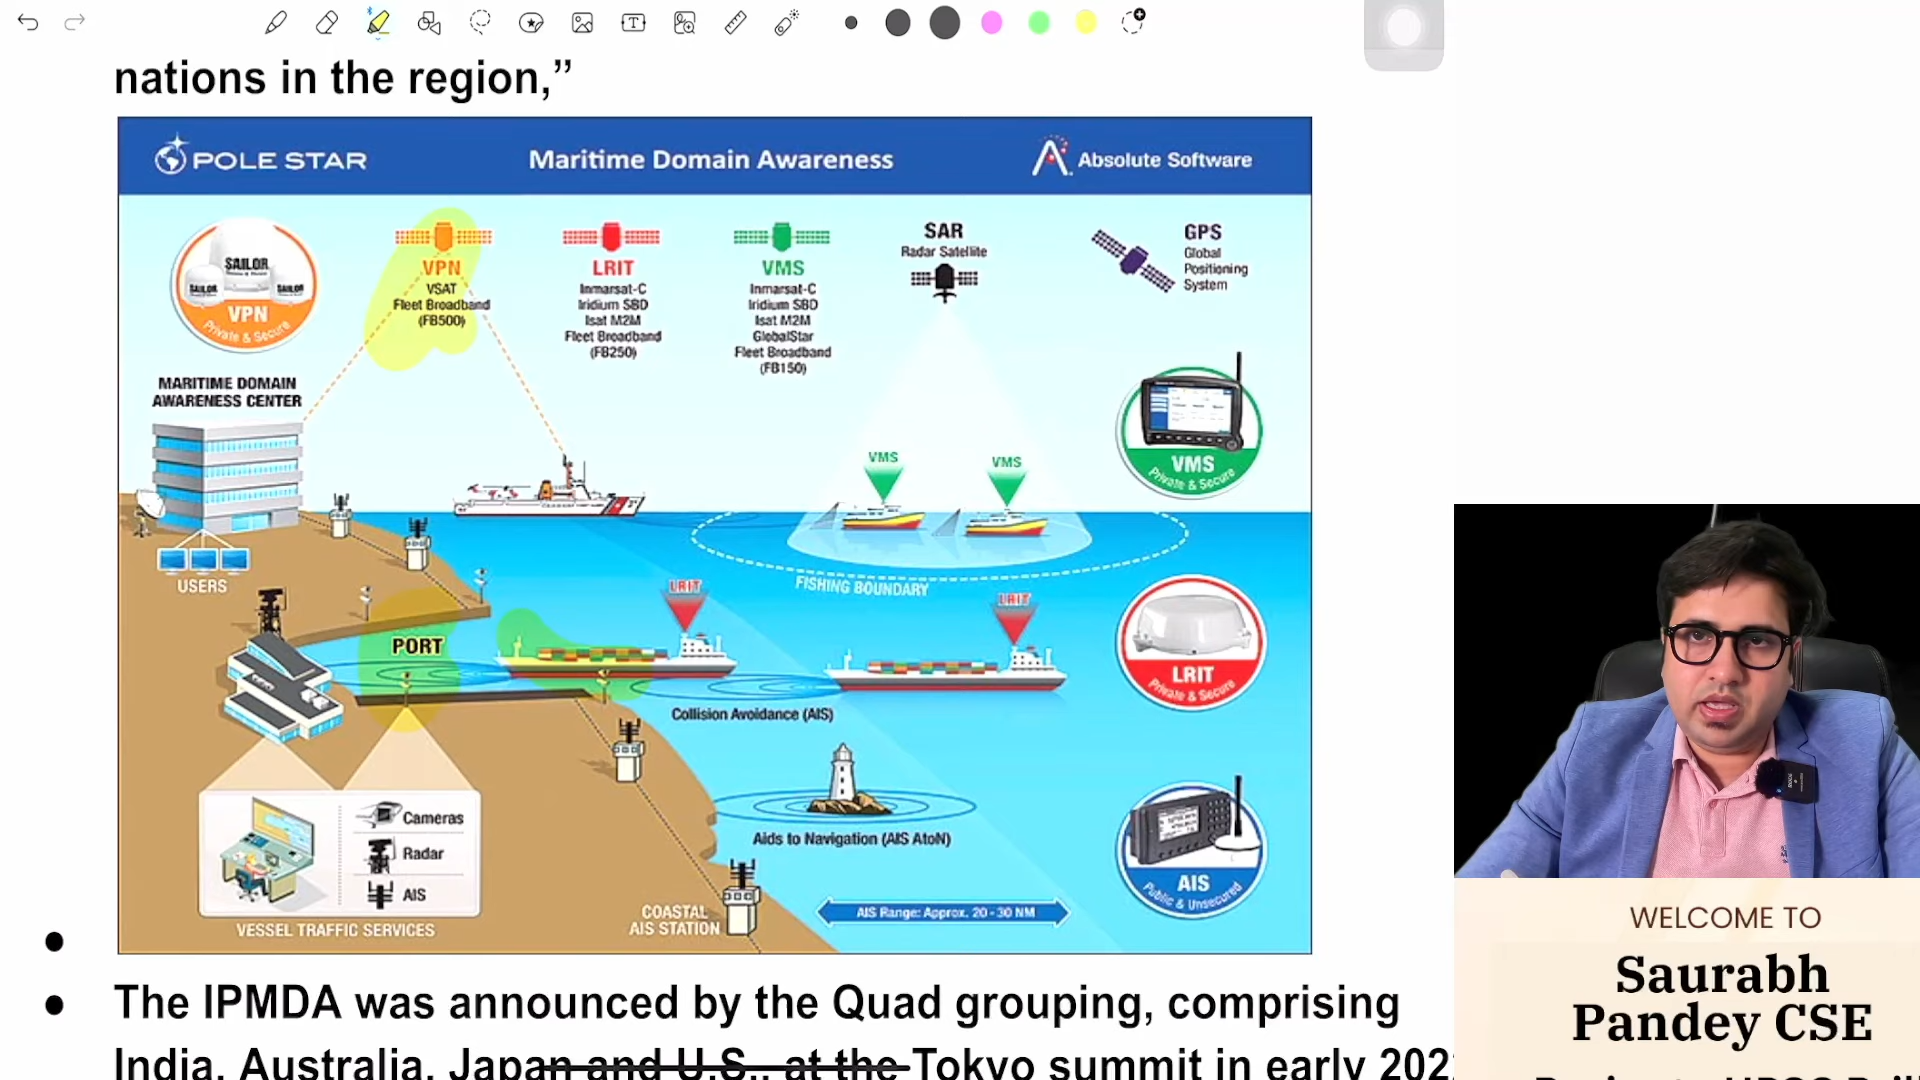 nations in the region,”
POLE STAR
Maritime Domain Awareness
Absolute Software
SAILOR
SAILOR
SAILOR
VPN
Private & Secure
VPN
VSAT
Fleet Broadband
(FB500)
LRIT
Inmarsat-C
Iridium SBD
Isat M2M
Fleet Broadband
(FB250)
VMS
Inmarsat-C
Iridium SBD
Isat M2M
GlobalStar
Fleet Broadband
(FB150)
SAR
Radar Satellite
GPS
Global
Positioning
System
MARITIME DOMAIN
AWARENESS CENTER
VMS
VMS
VMS
Private & Secure
USERS
FISHING BOUNDARY
LRIT
LRIT
PORT
LRIT
Private & Secure
Collision Avoidance (AIS)
Aids to Navigation (AIS AtoN)
Cameras
Radar
AIS
VESSEL TRAFFIC SERVICES
COASTAL
AIS STATION
AIS Range: Approx. 20 - 30 NM
AIS
Public & Unsecured
WELCOME TO
Saurabh
Pandey CSE
The IPMDA was announced by the Quad grouping, comprising
India, Australia, Japan and U.S., at the Tokyo summit in early